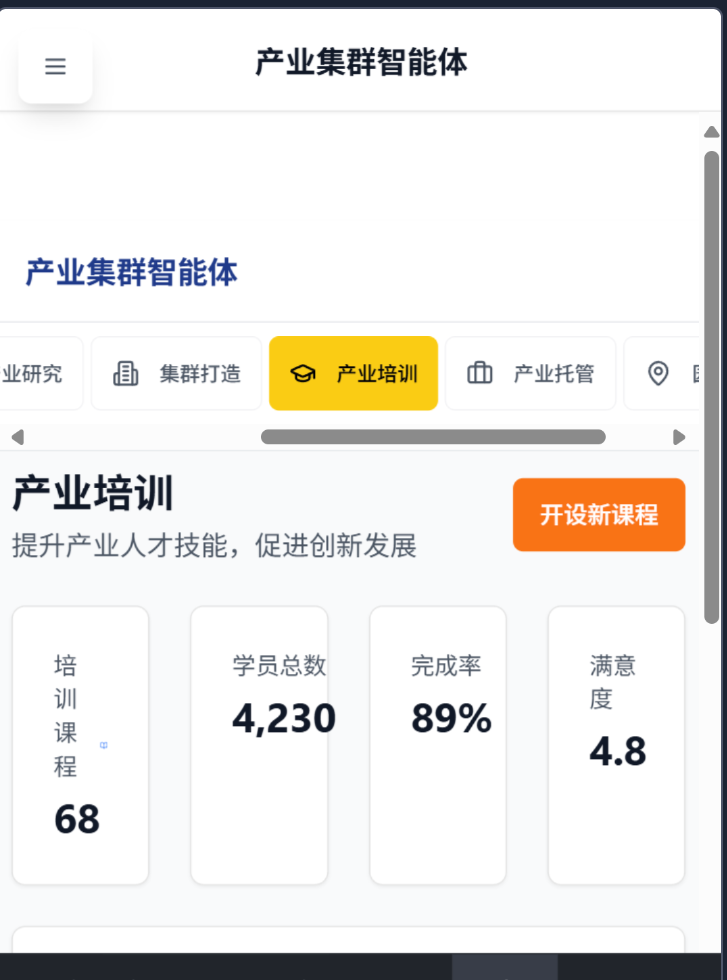 产业集群智能体
产业集群智能体
业研究
集群打造
产业培训
产业托管
产业培训
开设新课程
提升产业人才技能，促进创新发展
培
训
课
程
68
学员总数
4,230
完成率
89%
满意
度
4.8